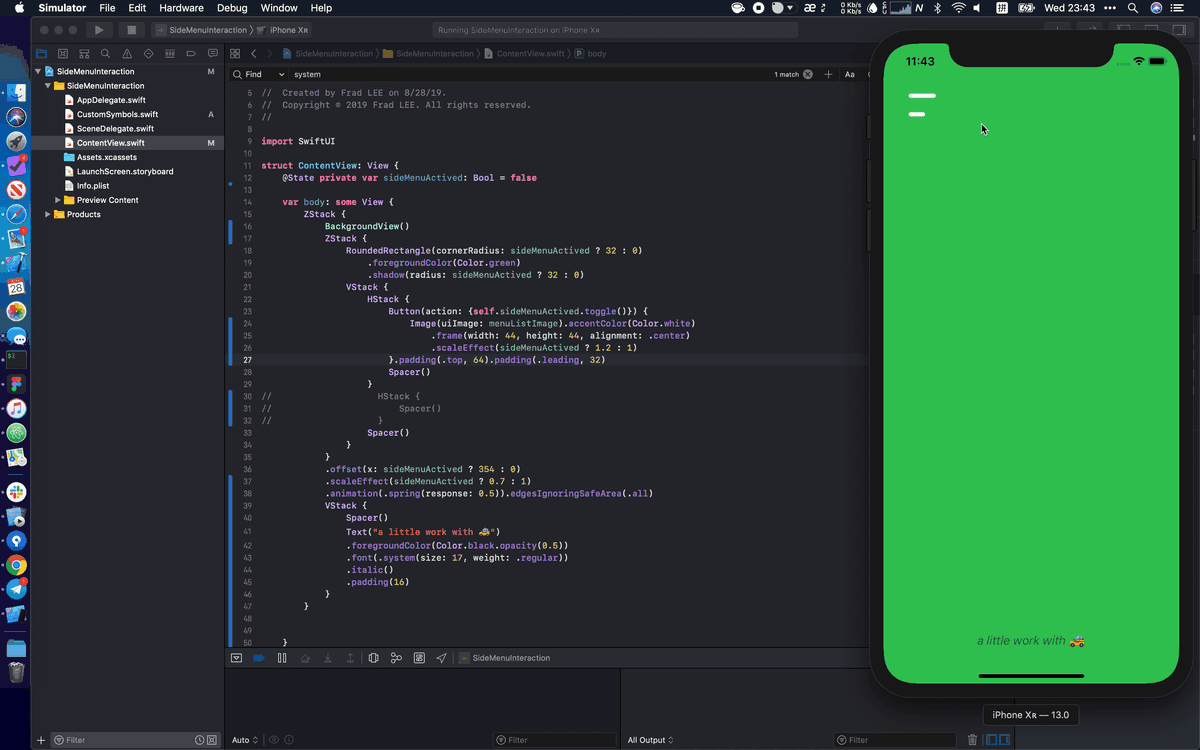 Simulator File Edit Hardware Debug Window Help
0 Kb/s
0 Kb/s
Wed 23:43
SideMenuInteraction iPhone XR
Running SideMenuInteraction on iPhone XR
SideMenuInteraction SideMenuInteraction ContentView.swift body
Find system 1 match Aa
SideMenuInteraction M
SideMenuInteraction
AppDelegate.swift
CustomSymbols.swift A
SceneDelegate.swift
ContentView.swift M
Assets.xcassets
LaunchScreen.storyboard
Info.plist
Preview Content
Products
28
5 // Created by Frad LEE on 8/28/19.
6 // Copyright © 2019 Frad LEE. All rights reserved.
7 //
8
9 import SwiftUI
10
11 struct ContentView: View {
12 @State private var sideMenuActived: Bool = false
13
14 var body: some View {
15 ZStack {
16 BackgroundView()
17 ZStack {
18 RoundedRectangle(cornerRadius: sideMenuActived ? 32 : 0)
19 .foregroundColor(Color.green)
20 .shadow(radius: sideMenuActived ? 32 : 0)
21 VStack {
22 HStack {
23 Button(action: {self.sideMenuActived.toggle()}) {
24 Image(uiImage: menuListImage).accentColor(Color.white)
25 .frame(width: 44, height: 44, alignment: .center)
26 .scaleEffect(sideMenuActived ? 1.2 : 1)
27 }.padding(.top, 64).padding(.leading, 32)
28 Spacer()
29 }
30 // HStack {
31 // Spacer()
32 // }
33 Spacer()
34 }
35 }
36 .offset(x: sideMenuActived ? 354 : 0)
37 .scaleEffect(sideMenuActived ? 0.7 : 1)
38 .animation(.spring(response: 0.5)).edgesIgnoringSafeArea(.all)
39 VStack {
40 Spacer()
41 Text("a little work with 🚕")
42 .foregroundColor(Color.black.opacity(0.5))
43 .font(.system(size: 17, weight: .regular))
44 .italic()
45 .padding(16)
46 }
47 }
48
49
50 }
SideMenuInteraction
Filter
Auto
Filter
All Output
Filter
11:43
a little work with 🚕
iPhone XR — 13.0